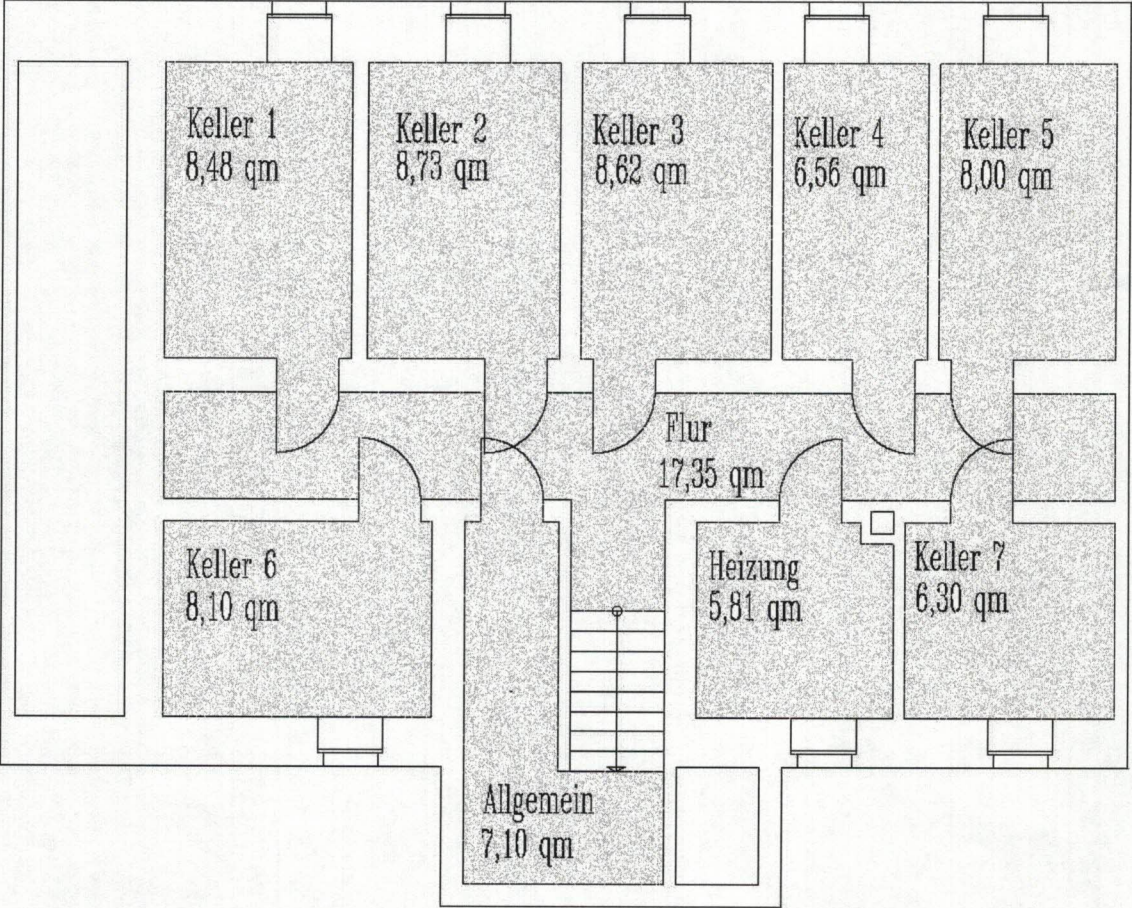 Keller 1
8,48 qm
Keller 2
8,73 qm
Keller 3
8,62 qm
Keller 4
6,56 qm
Keller 5
8,00 qm
Flur
17,35 qm
Keller 6
8,10 qm
Heizung
5,81 qm
Keller 7
6,30 qm
Allgemein
7,10 qm